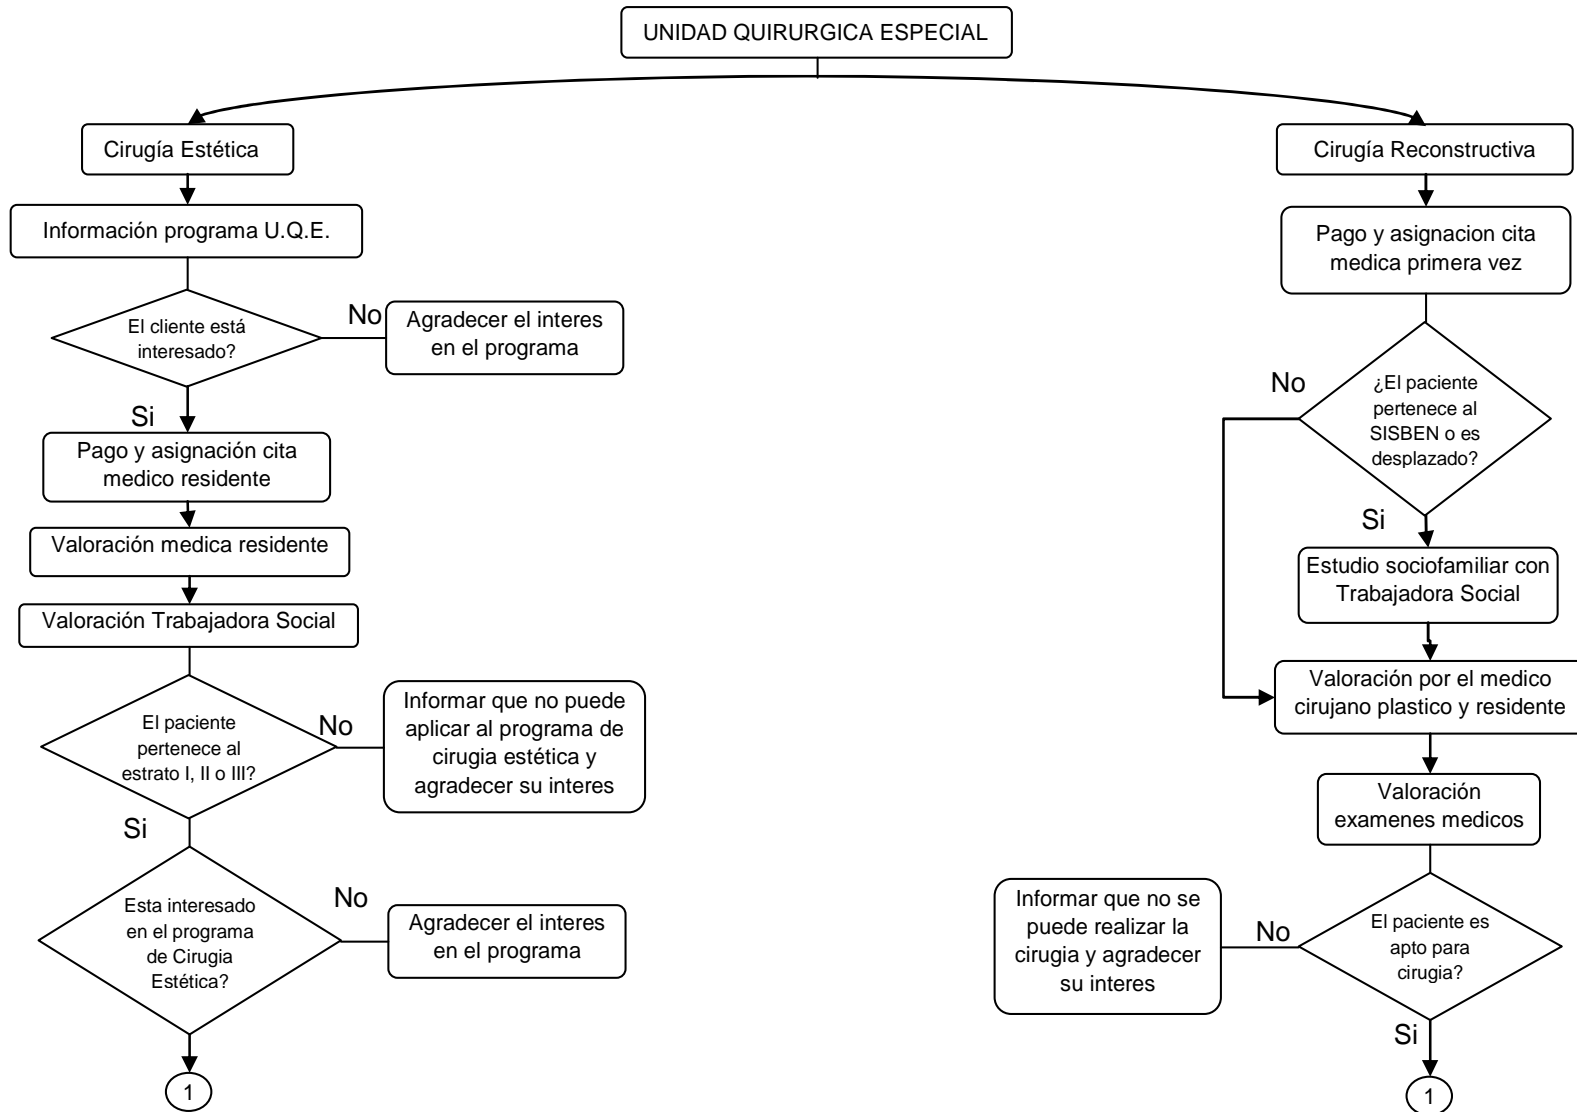 UNIDAD QUIRURGICA ESPECIAL
Cirugía Estética
Información programa U.Q.E.
El cliente está
interesado?
No
Agradecer el interes
en el programa
Si
Pago y asignación cita
medico residente
Valoración medica residente
Valoración Trabajadora Social
El paciente
pertenece al
estrato I, II o III?
No
Informar que no puede
aplicar al programa de
cirugia estética y
agradecer su interes
Si
Esta interesado
en el programa
de Cirugia
Estética?
No
Agradecer el interes
en el programa
1
Cirugía Reconstructiva
Pago y asignacion cita
medica primera vez
¿El paciente
pertenece al
SISBEN o es
desplazado?
No
Si
Estudio sociofamiliar con
Trabajadora Social
Valoración por el medico
cirujano plastico y residente
Valoración
examenes medicos
El paciente es
apto para
cirugia?
No
Informar que no se
puede realizar la
cirugia y agradecer
su interes
Si
1